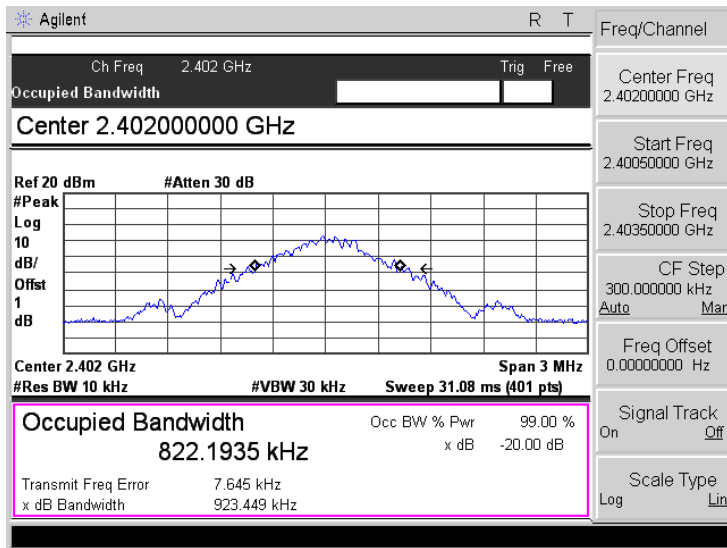 Agilent R T
Freq/Channel
Ch Freq 2.402 GHz Trig Free
Occupied Bandwidth
Center 2.402000000 GHz
Center Freq
2.40200000 GHz
Start Freq
2.40050000 GHz
Stop Freq
2.40350000 GHz
CF Step
300.000000 kHz
Auto Man
Freq Offset
0.00000000 Hz
Signal Track
On Off
Scale Type
Log Lin
Ref 20 dBm #Atten 30 dB
#Peak
Log
10
dB/
Offst
1
dB
Center 2.402 GHz Span 3 MHz
#Res BW 10 kHz #VBW 30 kHz Sweep 31.08 ms (401 pts)
Occupied Bandwidth Occ BW % Pwr 99.00 %
822.1935 kHz x dB -20.00 dB
Transmit Freq Error 7.645 kHz
x dB Bandwidth 923.449 kHz